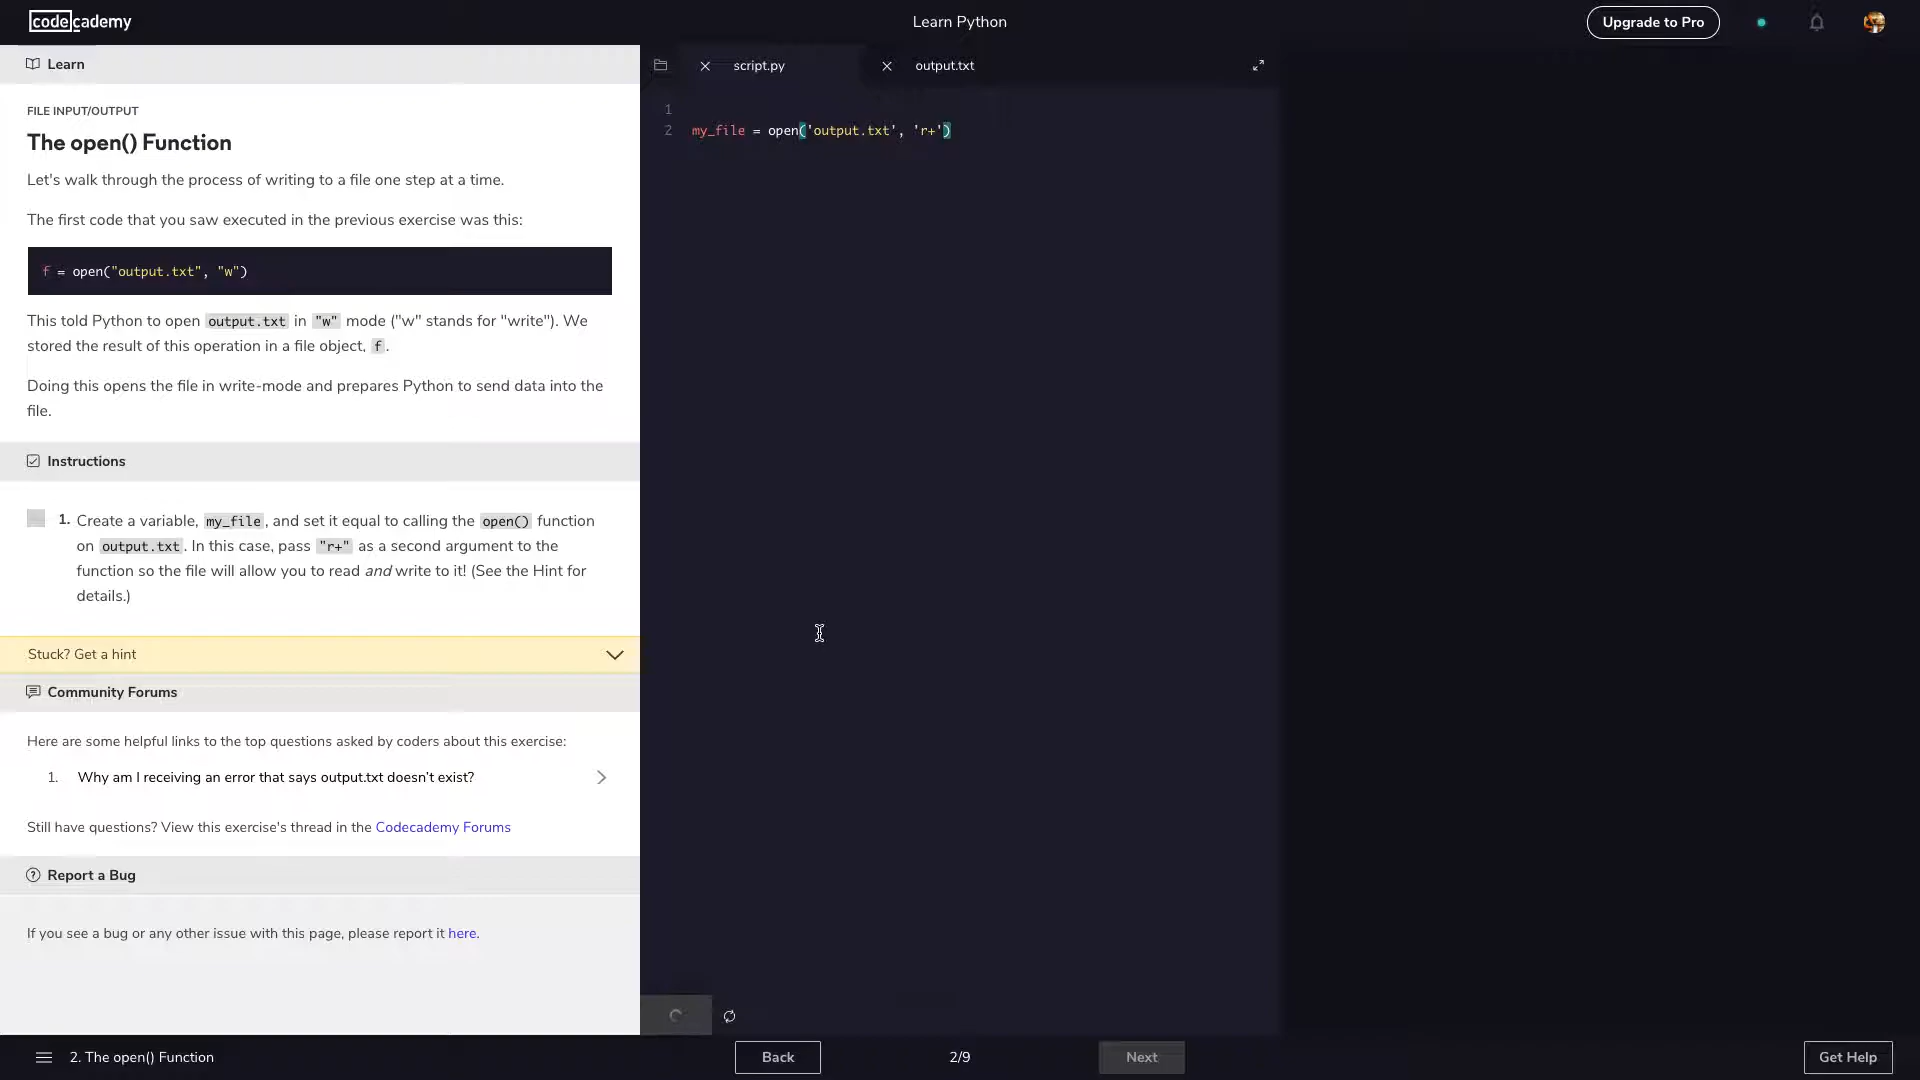 codecademy
Learn Python
Upgrade to Pro
Learn
FILE INPUT/OUTPUT
The open() Function
Let's walk through the process of writing to a file one step at a time.
The first code that you saw executed in the previous exercise was this:
f = open("output.txt", "w")
This told Python to open output.txt in "w" mode ("w" stands for "write"). We
stored the result of this operation in a file object, f.
Doing this opens the file in write-mode and prepares Python to send data into the
file.
Instructions
1. Create a variable, my_file, and set it equal to calling the open() function
on output.txt. In this case, pass "r+" as a second argument to the
function so the file will allow you to read and write to it! (See the Hint for
details.)
Stuck? Get a hint
Community Forums
Here are some helpful links to the top questions asked by coders about this exercise:
1. Why am I receiving an error that says output.txt doesn't exist?
Still have questions? View this exercise's thread in the Codecademy Forums
Report a Bug
If you see a bug or any other issue with this page, please report it here.
script.py
output.txt
1
2 my_file = open('output.txt', 'r+')
2. The open() Function
Back
2/9
Next
Get Help